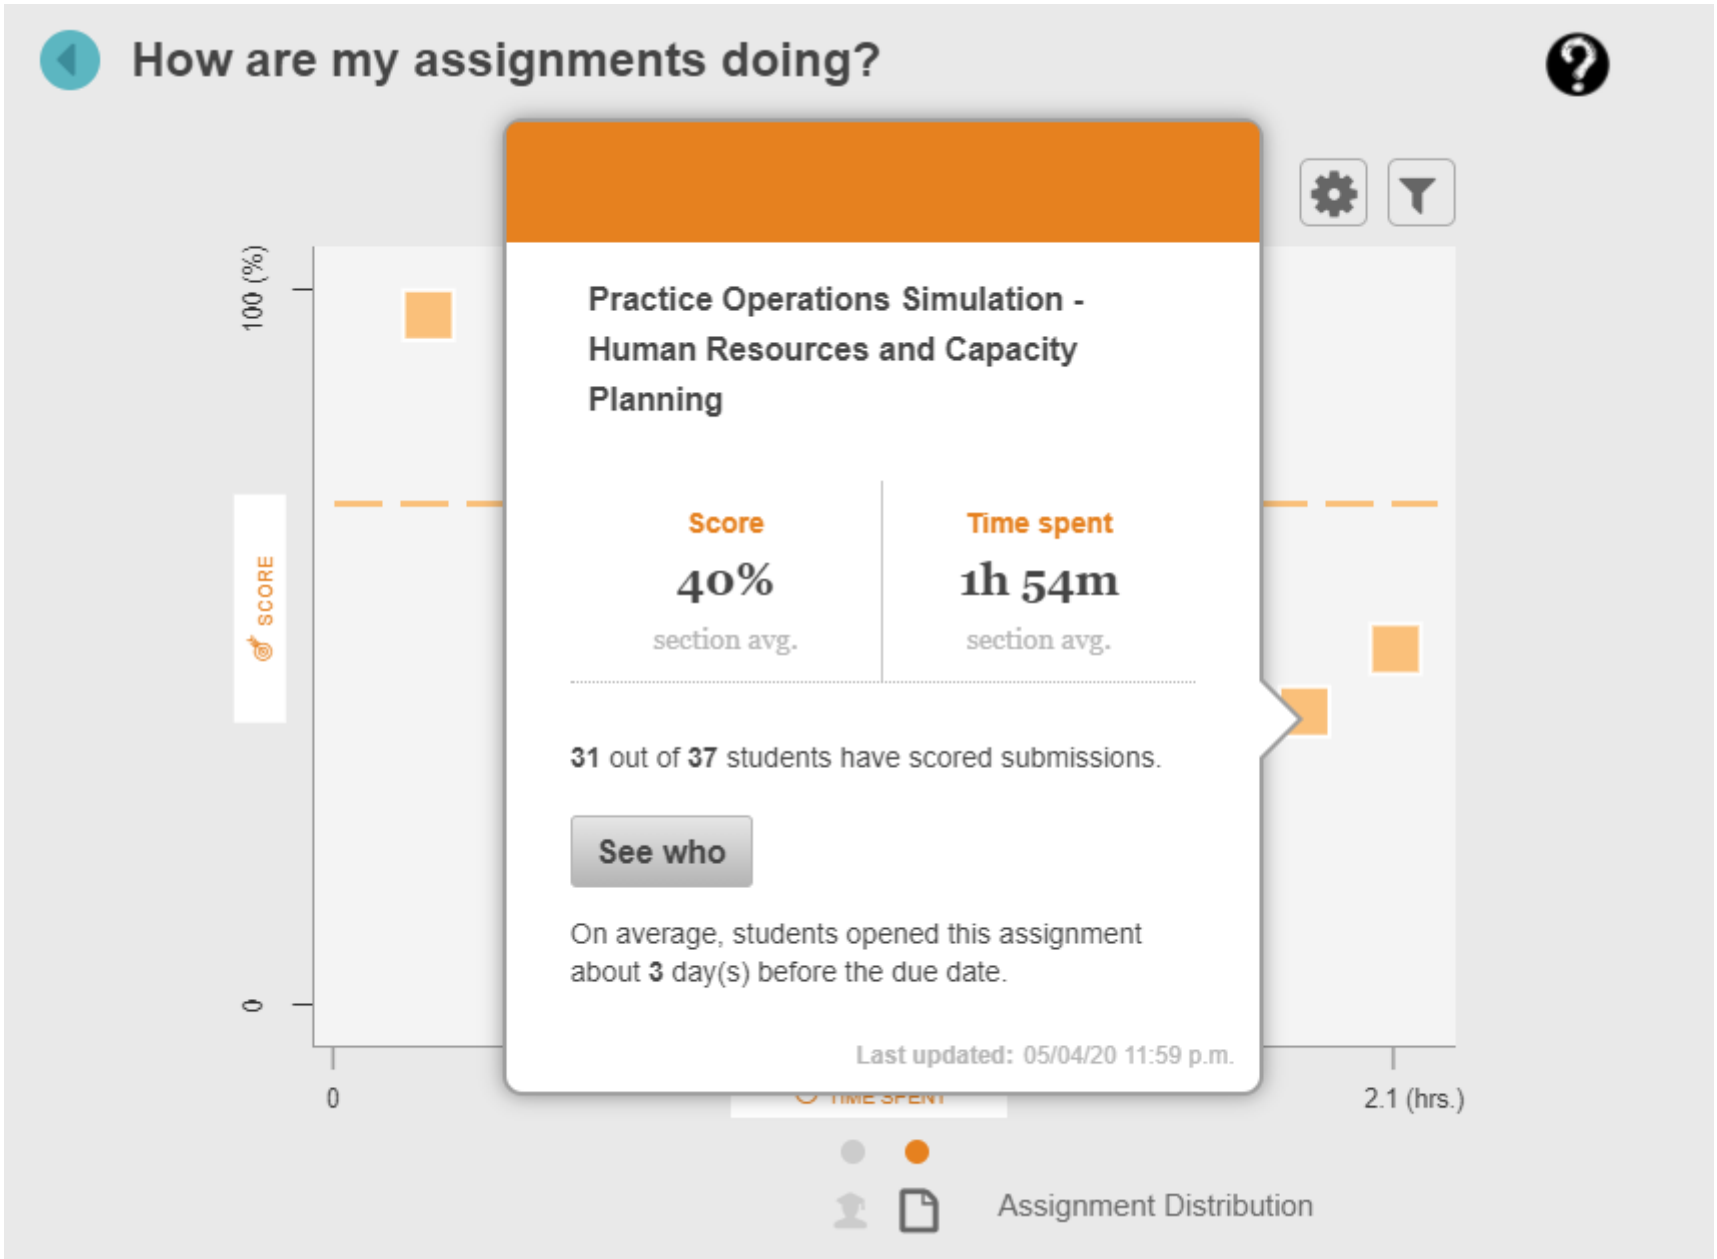 How are my assignments doing?
100 (%)
Practice Operations Simulation -
Human Resources and Capacity
Planning
Score
Time spent
40%
1h 54m
section avg.
section avg.
SCORE
31 out of 37 students have scored submissions.
See who
On average, students opened this assignment
about 3 day(s) before the due date.
0
Last updated: 05/04/20 11:59 p.m.
0
TIME SPENT
2.1 (hrs.)
Assignment Distribution